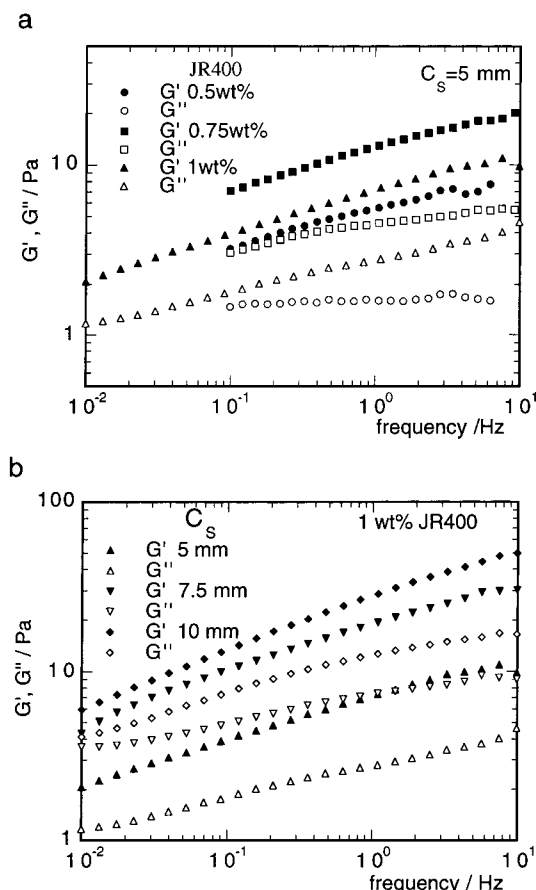 a
JR400
C_S=5 mm
G' 0.5wt%
G''
G' 0.75wt%
G''
G' 1wt%
G''
G', G'' / Pa
10
1
10^-2
10^-1
10^0
10^1
frequency /Hz
b
C_S
1 wt% JR400
G' 5 mm
G''
G' 7.5 mm
G''
G' 10 mm
G''
G', G'' / Pa
100
10
1
10^-2
10^-1
10^0
10^1
frequency /Hz